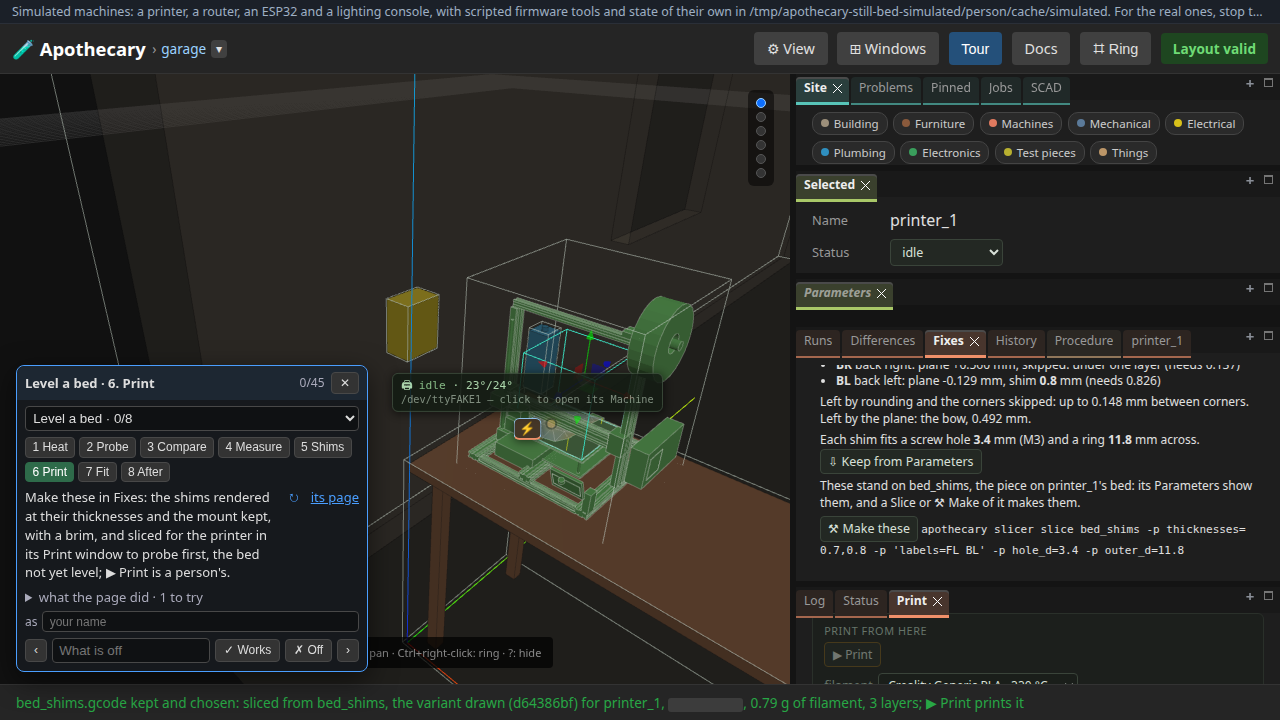 Simulated machines: a printer, a router, an ESP32 and a lighting console, with scripted firmware tools and state of their own in /tmp/apothecary-still-bed-simulated/person/cache/simulated. For the real ones, stop t...
Apothecary › garage ▾
⚙ View
⊞ Windows
Tour
Docs
Ring
Layout valid
Site
Problems
Pinned
Jobs
SCAD
Building
Furniture
Machines
Mechanical
Electrical
Plumbing
Electronics
Test pieces
Things
Selected
Name printer_1
Status idle
Parameters
Runs
Differences
Fixes
History
Procedure
printer_1
• BL back left: plane -0.129 mm, shim 0.8 mm (needs 0.826)
Left by rounding and the corners skipped: up to 0.148 mm between corners.
Left by the plane: the bow, 0.492 mm.
Each shim fits a screw hole 3.4 mm (M3) and a ring 11.8 mm across.
⇩ Keep from Parameters
These stand on bed_shims, the piece on printer_1's bed: its Parameters show
them, and a Slice or ⚒ Make of it makes them.
⚒ Make these apothecary slicer slice bed_shims -p thicknesses=
0.7,0.8 -p 'labels=FL BL' -p hole_d=3.4 -p outer_d=11.8
Log
Status
Print
PRINT FROM HERE
▶ Print
idle · 23°/24°
/dev/ttyFAKE1 — click to open its Machine
Level a bed · 6. Print 0/45 ✕
Level a bed · 0/8
1 Heat
2 Probe
3 Compare
4 Measure
5 Shims
6 Print
7 Fit
8 After
Make these in Fixes: the shims rendered
at their thicknesses and the mount kept,
with a brim, and sliced for the printer in
its Print window to probe first, the bed
not yet level; ▶ Print is a person's.
↻ its page
▶ what the page did · 1 to try
as your name
‹ What is off ✓ Works ✗ Off ›
pan · Ctrl+right-click: ring · ?: hide
bed_shims.gcode kept and chosen: sliced from bed_shims, the variant drawn (d64386bf) for printer_1, , 0.79 g of filament, 3 layers; ▶ Print prints it